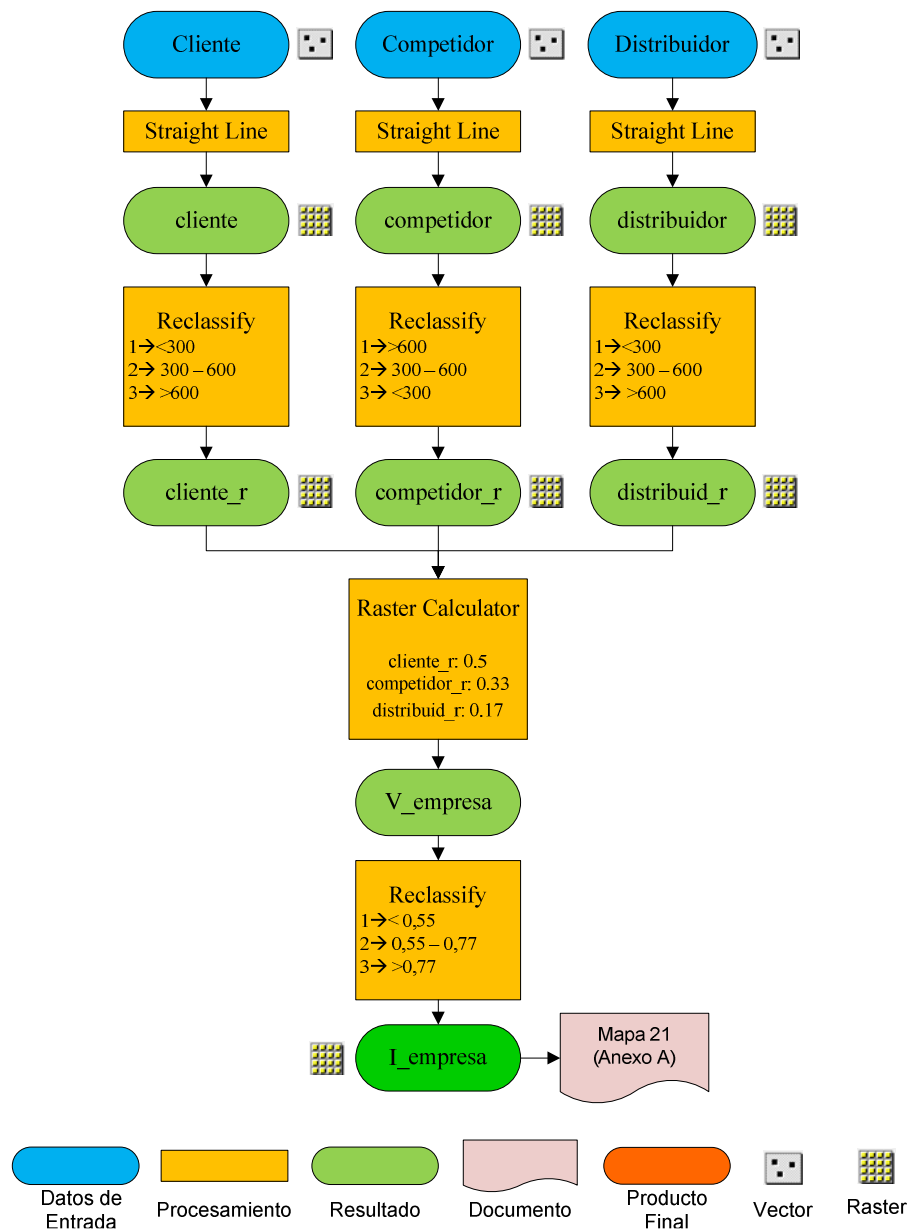 Cliente
Competidor
Distribuidor
Straight Line
Straight Line
Straight Line
cliente
competidor
distribuidor
Reclassify
1→<300
2→ 300 – 600
3→ >600
Reclassify
1→>600
2→ 300 – 600
3→ <300
Reclassify
1→<300
2→ 300 – 600
3→ >600
cliente_r
competidor_r
distribuid_r
Raster Calculator
cliente_r: 0.5
competidor_r: 0.33
distribuid_r: 0.17
V_empresa
Reclassify
1→< 0,55
2→ 0,55 – 0,77
3→ >0,77
I_empresa
Mapa 21
(Anexo A)
Datos de
Entrada
Procesamiento
Resultado
Documento
Producto
Final
Vector
Raster